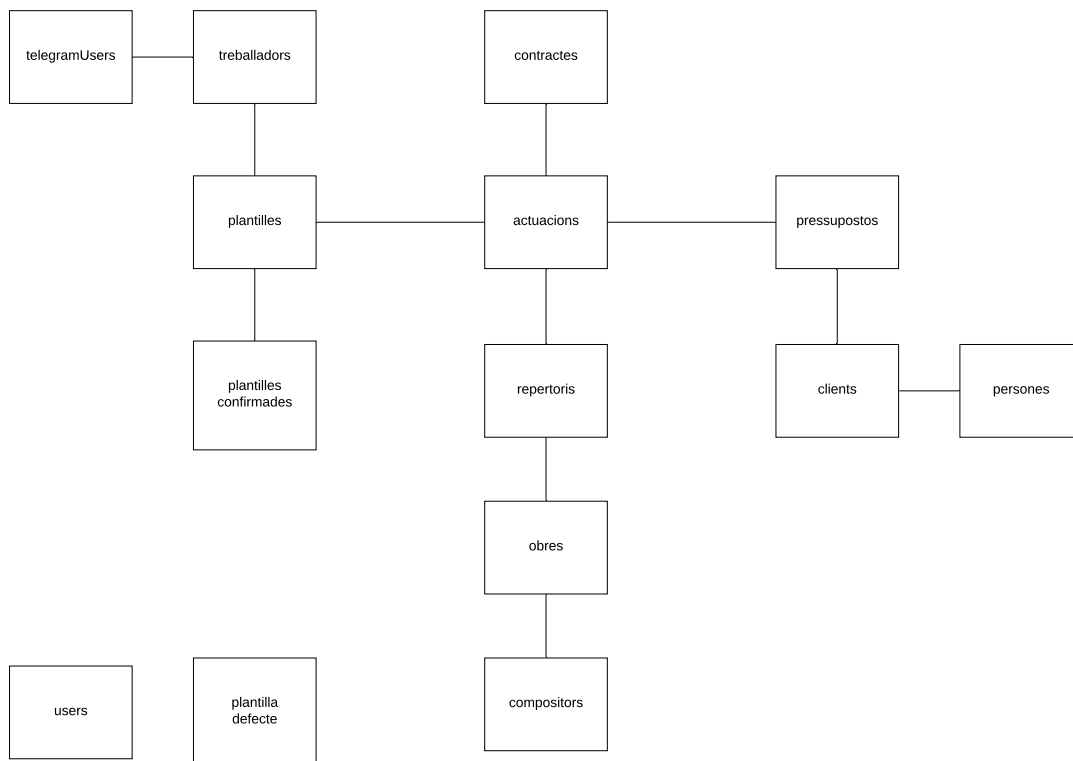 telegramUsers
treballadors
contractes
plantilles
actuacions
pressupostos
plantilles
confirmades
repertoris
clients
persones
obres
users
plantilla
defecte
compositors